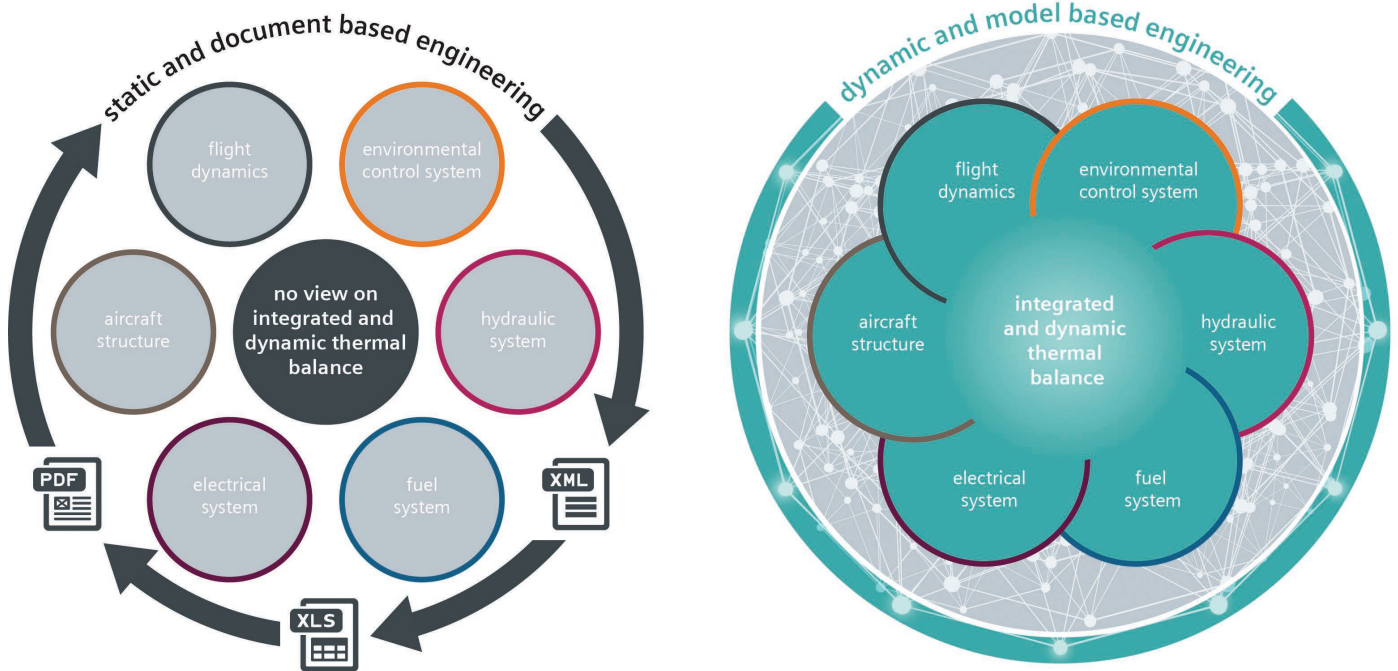 static and document based engineering
flight
dynamics
environmental
control system
no view on
integrated and
dynamic thermal
balance
aircraft
structure
hydraulic
system
electrical
system
fuel
system
PDF
XML
XLS
dynamic and model based engineering
flight
dynamics
environmental
control system
integrated
and dynamic
thermal
balance
aircraft
structure
hydraulic
system
electrical
system
fuel
system